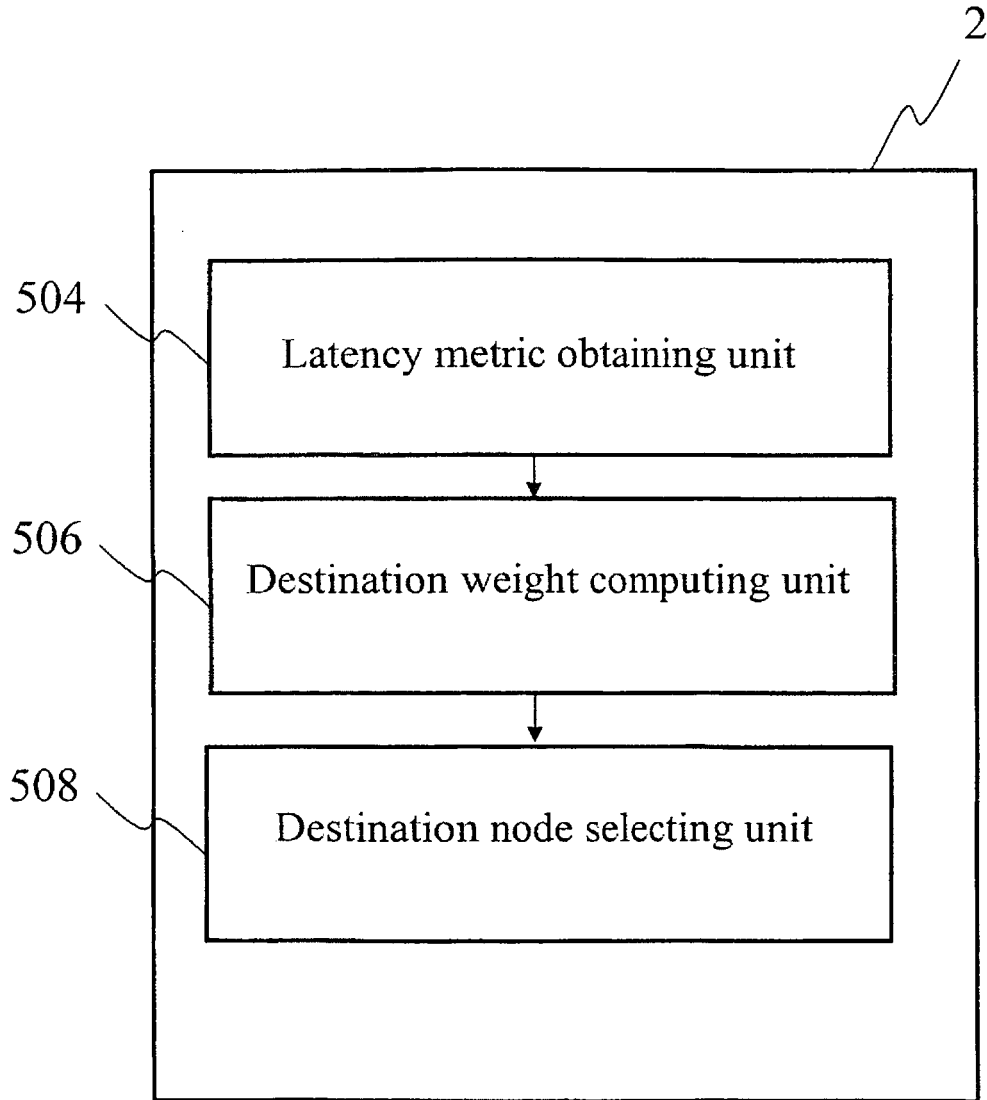 2
504
Latency metric obtaining unit
506
Destination weight computing unit
508
Destination node selecting unit